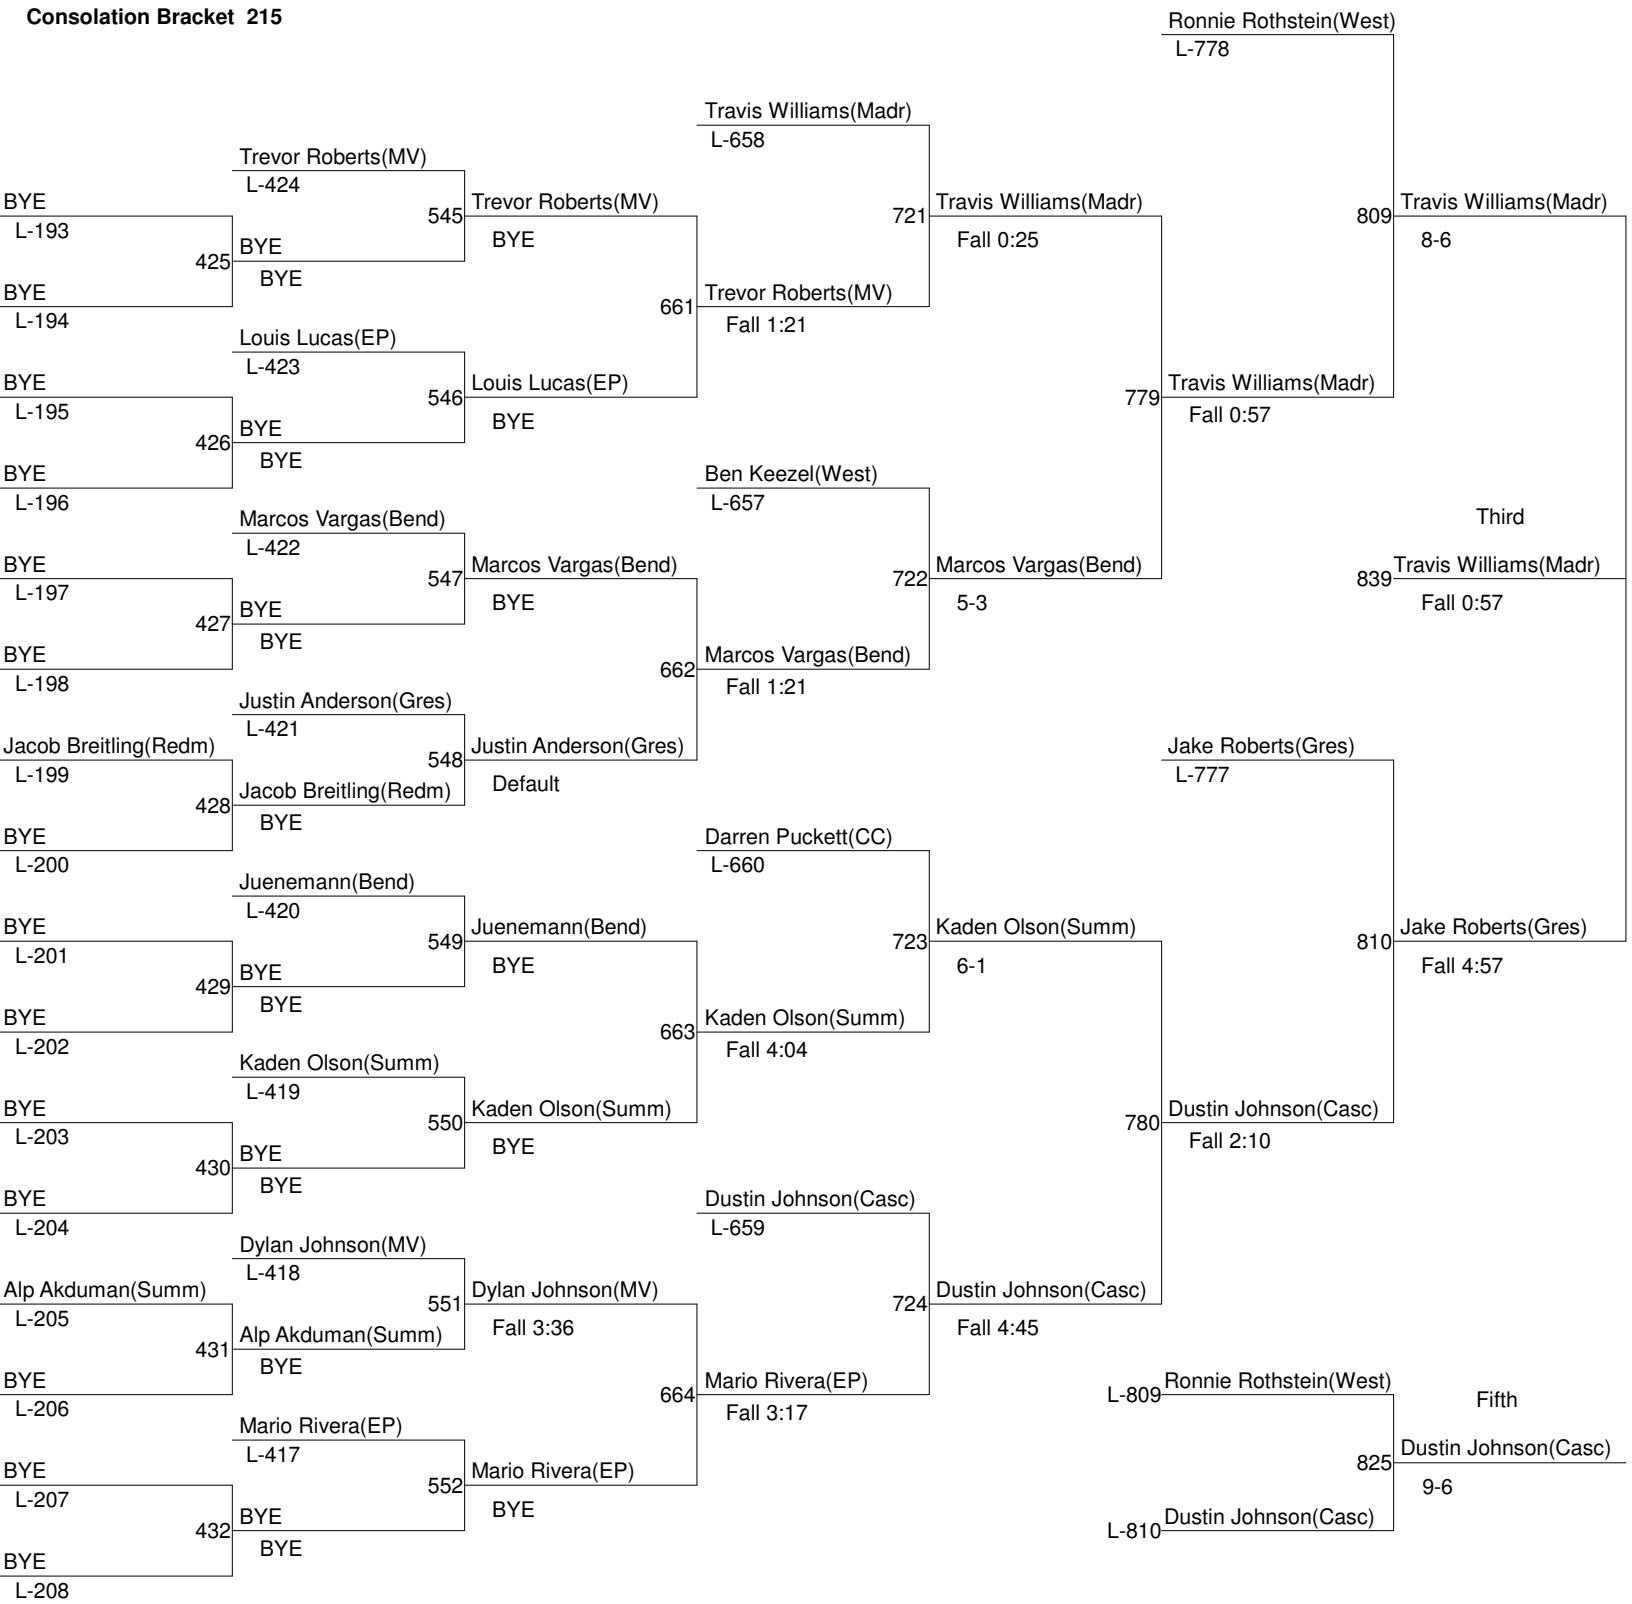 Consolation Bracket 215
Ronnie Rothstein(West)
L-778
Travis Williams(Madr)
L-658
Trevor Roberts(MV)
L-424
BYE
L-193
545
Trevor Roberts(MV)
BYE
721
Travis Williams(Madr)
Fall 0:25
809
Travis Williams(Madr)
8-6
425
BYE
BYE
BYE
L-194
661
Trevor Roberts(MV)
Fall 1:21
Louis Lucas(EP)
L-423
BYE
L-195
546
Louis Lucas(EP)
BYE
779
Travis Williams(Madr)
Fall 0:57
426
BYE
BYE
BYE
L-196
Ben Keezel(West)
L-657
Marcos Vargas(Bend)
L-422
Third
BYE
L-197
547
Marcos Vargas(Bend)
BYE
722
Marcos Vargas(Bend)
5-3
839
Travis Williams(Madr)
Fall 0:57
427
BYE
BYE
BYE
L-198
662
Marcos Vargas(Bend)
Fall 1:21
Justin Anderson(Gres)
L-421
Jacob Breitling(Redm)
L-199
548
Justin Anderson(Gres)
Default
Jake Roberts(Gres)
L-777
428
Jacob Breitling(Redm)
BYE
BYE
L-200
Darren Puckett(CC)
L-660
Juenemann(Bend)
L-420
BYE
L-201
549
Juenemann(Bend)
BYE
723
Kaden Olson(Summ)
6-1
810
Jake Roberts(Gres)
Fall 4:57
429
BYE
BYE
BYE
L-202
663
Kaden Olson(Summ)
Fall 4:04
Kaden Olson(Summ)
L-419
BYE
L-203
550
Kaden Olson(Summ)
BYE
780
Dustin Johnson(Casc)
Fall 2:10
430
BYE
BYE
BYE
L-204
Dustin Johnson(Casc)
L-659
Dylan Johnson(MV)
L-418
Alp Akduman(Summ)
L-205
551
Dylan Johnson(MV)
Fall 3:36
724
Dustin Johnson(Casc)
Fall 4:45
431
Alp Akduman(Summ)
BYE
BYE
L-206
664
Mario Rivera(EP)
Fall 3:17
L-809
Ronnie Rothstein(West)
Fifth
Mario Rivera(EP)
L-417
825
Dustin Johnson(Casc)
9-6
BYE
L-207
552
Mario Rivera(EP)
BYE
432
BYE
BYE
L-810
Dustin Johnson(Casc)
BYE
L-208